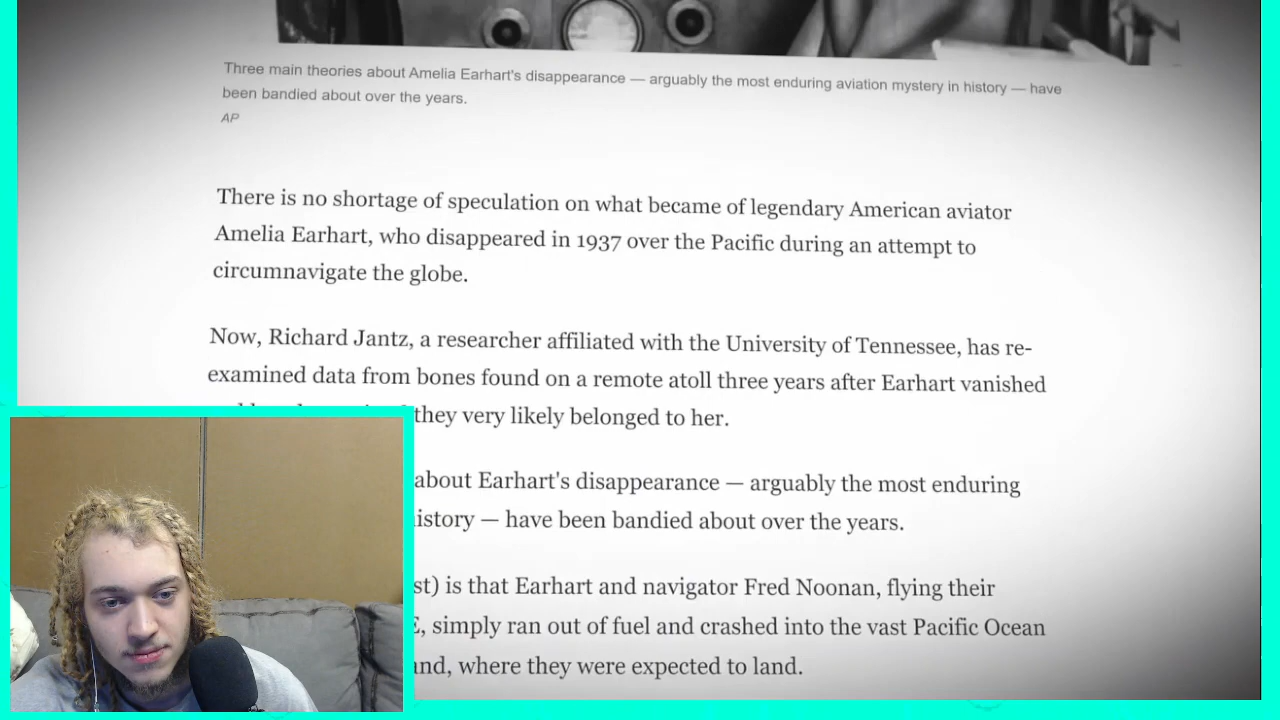 Three main theories about Amelia Earhart's disappearance — arguably the most enduring aviation mystery in history — have
been bandied about over the years.
AP
There is no shortage of speculation on what became of legendary American aviator
Amelia Earhart, who disappeared in 1937 over the Pacific during an attempt to
circumnavigate the globe.
Now, Richard Jantz, a researcher affiliated with the University of Tennessee, has re-
examined data from bones found on a remote atoll three years after Earhart vanished
they very likely belonged to her.
about Earhart's disappearance — arguably the most enduring
history — have been bandied about over the years.
is that Earhart and navigator Fred Noonan, flying their
simply ran out of fuel and crashed into the vast Pacific Ocean
where they were expected to land.